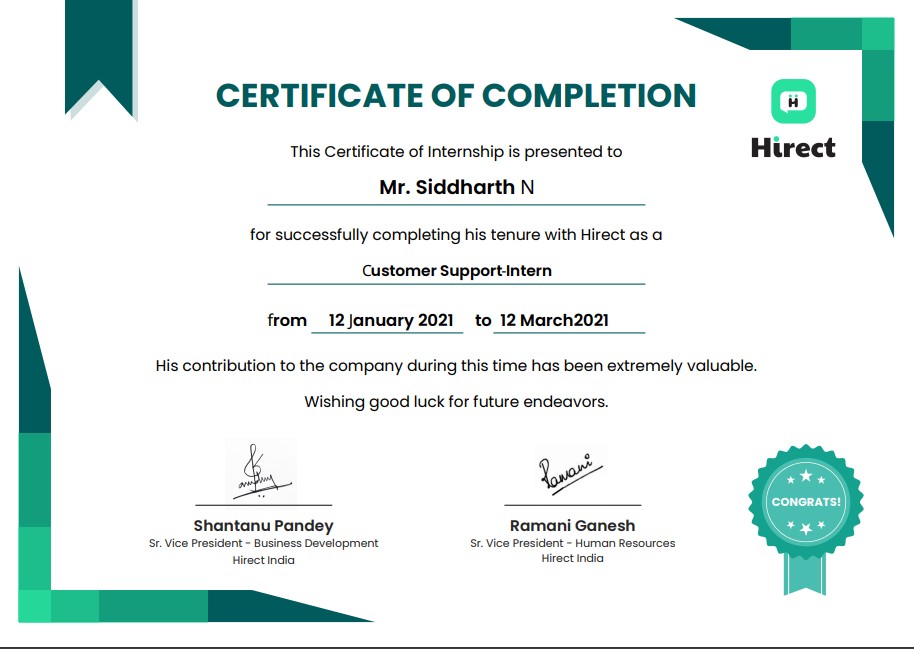 CERTIFICATE OF COMPLETION
H
Hirect
This Certificate of Internship is presented to
Mr. Siddharth N
for successfully completing his tenure with Hirect as a
Customer Support-Intern
from 12 January 2021 to 12 March2021
His contribution to the company during this time has been extremely valuable.
Wishing good luck for future endeavors.
Ramani
Shantanu Pandey
Sr. Vice President - Business Development
Hirect India
Ramani Ganesh
Sr. Vice President - Human Resources
Hirect India
CONGRATS!